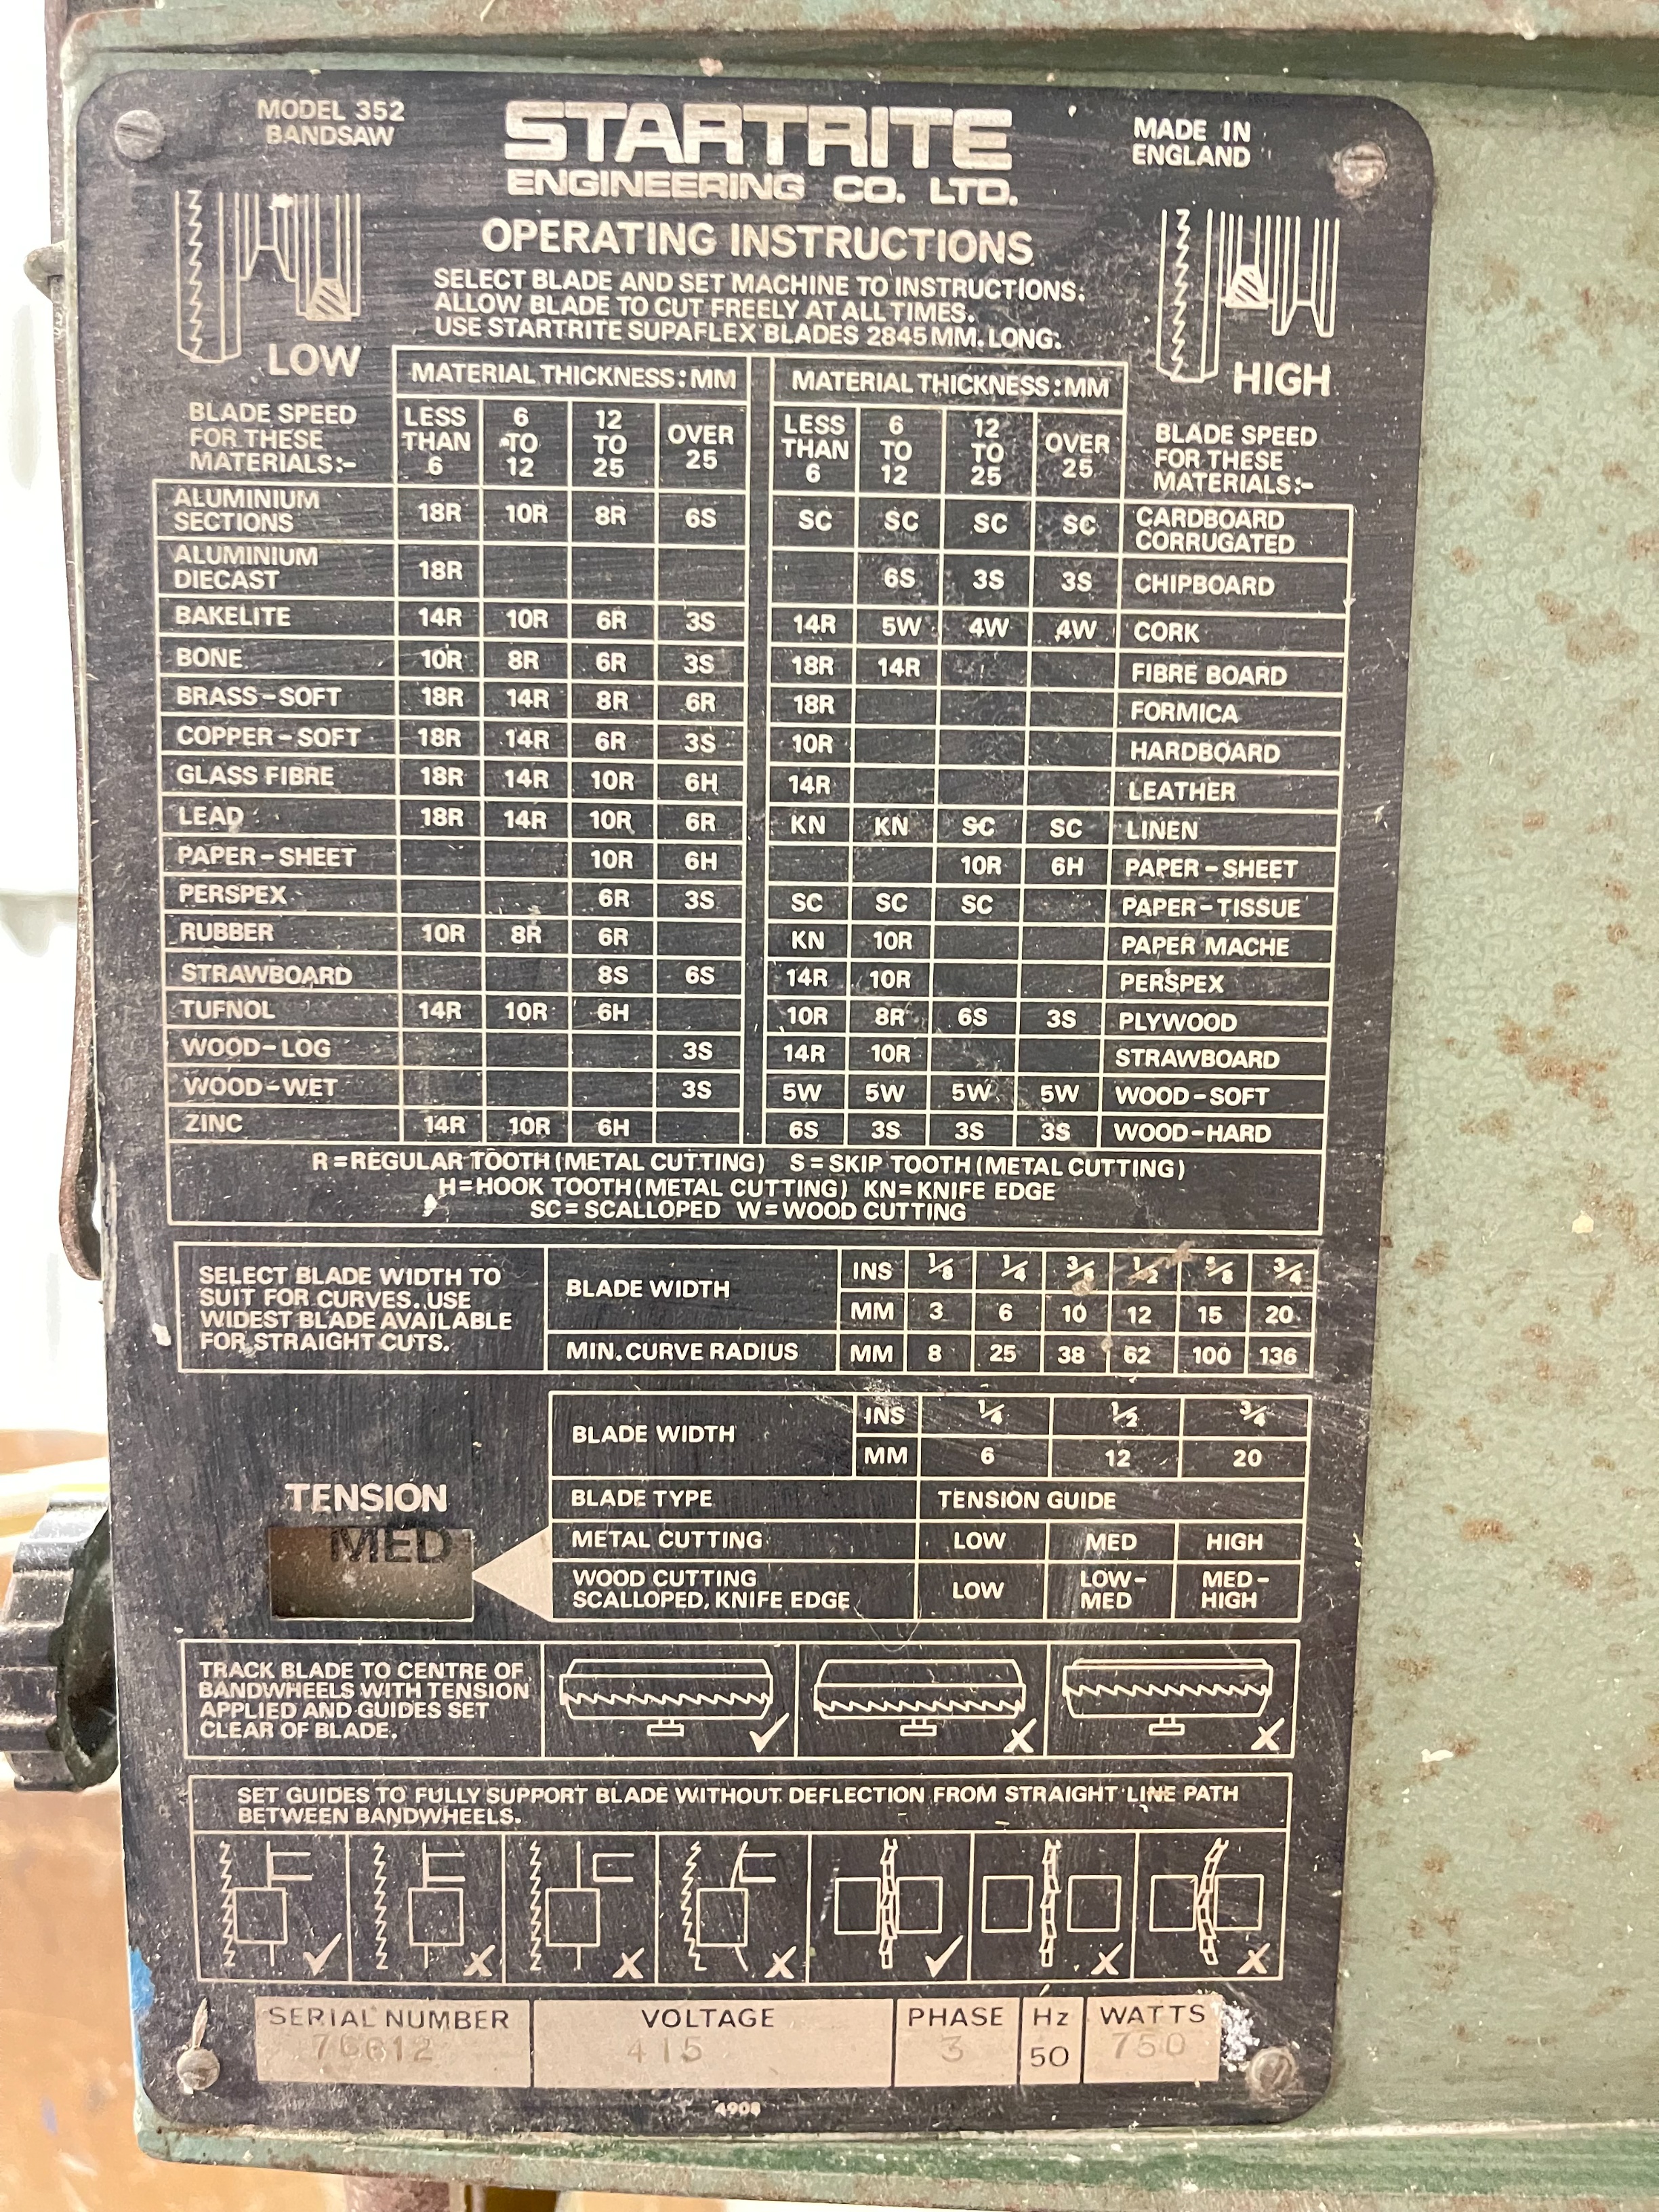 MODEL 352
BANDSAW
STARTRITE
ENGINEERING CO. LTD.
MADE IN
ENGLAND
OPERATING INSTRUCTIONS
SELECT BLADE AND SET MACHINE TO INSTRUCTIONS.
ALLOW BLADE TO CUT FREELY AT ALL TIMES.
USE STARTRITE SUPAFLEX BLADES 2845 MM. LONG.
LOW
HIGH
MATERIAL THICKNESS: MM MATERIAL THICKNESS: MM
BLADE SPEED
FOR THESE
MATERIALS:-
LESS THAN 6 6 TO 12 12 TO 25 OVER 25 LESS THAN 6 6 TO 12 12 TO 25 OVER 25
BLADE SPEED
FOR THESE
MATERIALS:-
ALUMINIUM SECTIONS 18R 10R 8R 6S SC SC SC SC CARDBOARD CORRUGATED
ALUMINIUM DIECAST 18R 6S 3S 3S CHIPBOARD
BAKELITE 14R 10R 6R 3S 14R 5W 4W 4W CORK
BONE 10R 8R 6R 3S 18R 14R FIBRE BOARD
BRASS-SOFT 18R 14R 8R 6R 18R FORMICA
COPPER-SOFT 18R 14R 6R 3S 10R HARDBOARD
GLASS FIBRE 18R 14R 10R 6H 14R LEATHER
LEAD 18R 14R 10R 6R KN KN SC SC LINEN
PAPER-SHEET 10R 6H 10R 6H PAPER-SHEET
PERSPEX 6R 3S SC SC SC PAPER-TISSUE
RUBBER 10R 8R 6R KN 10R PAPER MACHE
STRAWBOARD 8S 6S 14R 10R PERSPEX
TUFNOL 14R 10R 6H 10R 8R 6S 3S PLYWOOD
WOOD-LOG 3S 14R 10R STRAWBOARD
WOOD-WET 3S 5W 5W 5W 5W WOOD-SOFT
ZINC 14R 10R 6H 6S 3S 3S 3S WOOD-HARD
R=REGULAR TOOTH (METAL CUTTING) S=SKIP TOOTH (METAL CUTTING)
H=HOOK TOOTH (METAL CUTTING) KN=KNIFE EDGE
SC=SCALLOPED W=WOOD CUTTING
SELECT BLADE WIDTH TO
SUIT FOR CURVES. USE
WIDEST BLADE AVAILABLE
FOR STRAIGHT CUTS.
BLADE WIDTH INS 1/8 1/4 3/8 1/2 5/8 3/4
MM 3 6 10 12 15 20
MIN. CURVE RADIUS MM 8 25 38 62 100 136
BLADE WIDTH INS 1/4 1/2 3/4
MM 6 12 20
TENSION
MED
BLADE TYPE TENSION GUIDE
METAL CUTTING LOW MED HIGH
WOOD CUTTING SCALLOPED, KNIFE EDGE LOW LOW-MED MED-HIGH
TRACK BLADE TO CENTRE OF
BANDWHEELS WITH TENSION
APPLIED AND GUIDES SET
CLEAR OF BLADE.
SET GUIDES TO FULLY SUPPORT BLADE WITHOUT DEFLECTION FROM STRAIGHT LINE PATH
BETWEEN BANDWHEELS.
SERIAL NUMBER VOLTAGE PHASE Hz WATTS
415 3 50 750
4908